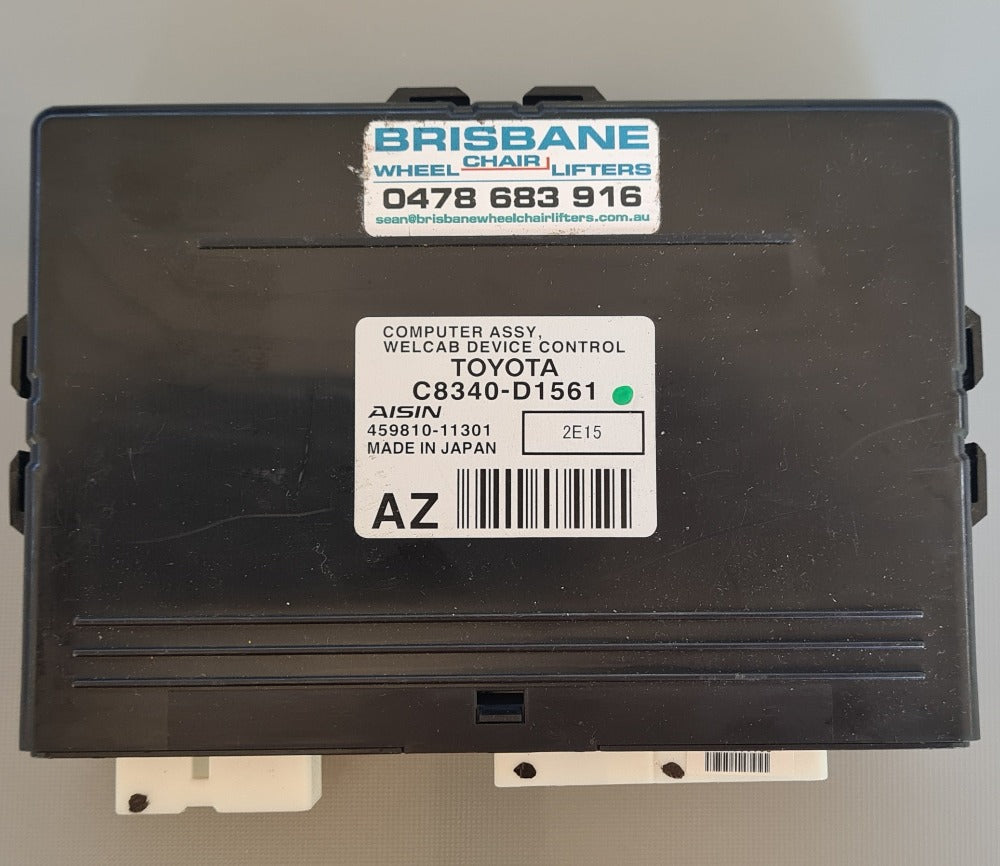 BRISBANE
WHEEL CHAIR LIFTERS
0478 683 916
sean@brisbanewheelchairlifters.com.au
COMPUTER ASSY,
WELCAB DEVICE CONTROL
TOYOTA
C8340-D1561
AISIN
459810-11301
2E15
MADE IN JAPAN
AZ